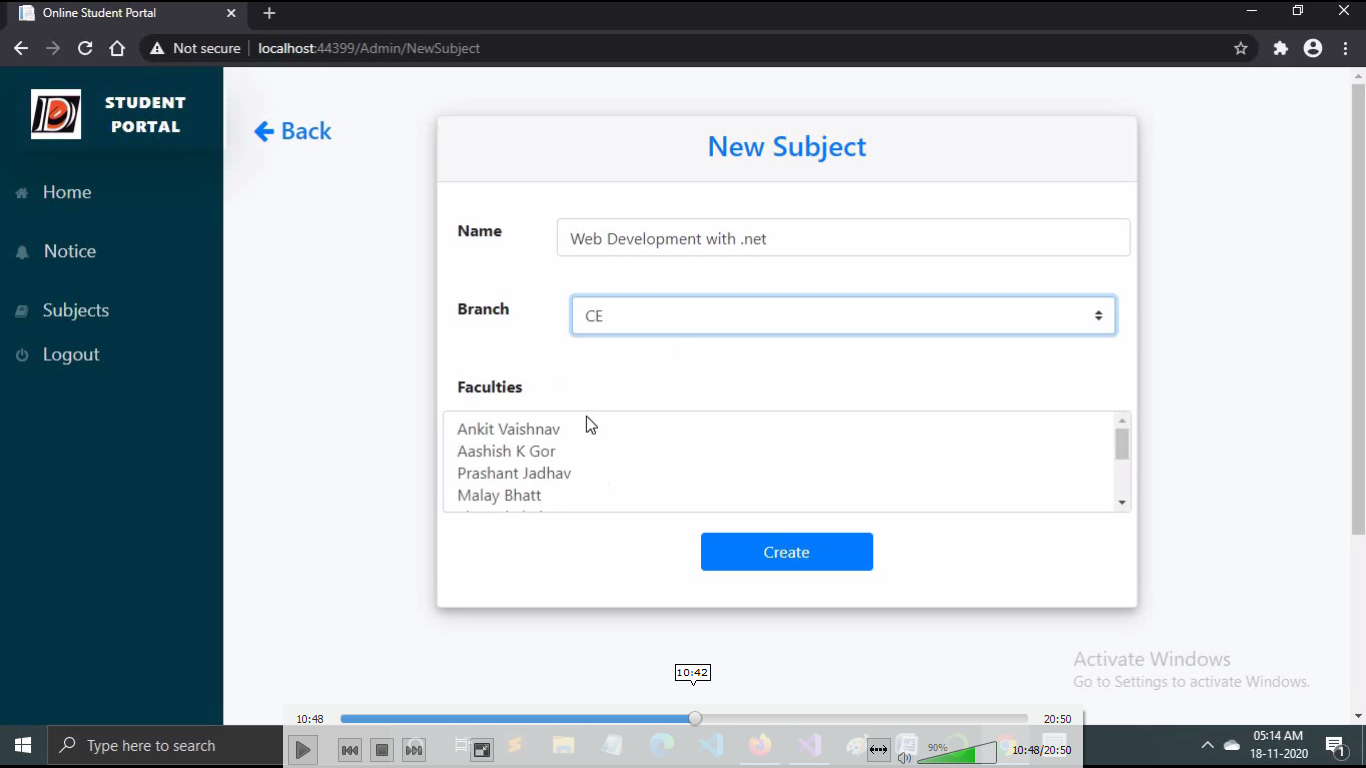 Online Student Portal
Not secure
localhost:44399/Admin/NewSubject
STUDENT
PORTAL
Home
Notice
Subjects
Logout
Back
New Subject
Name
Web Development with .net
Branch
CE
Faculties
Ankit Vaishnav
Aashish K Gor
Prashant Jadhav
Malay Bhatt
Create
Activate Windows
Go to Settings to activate Windows.
10:42
10:48
20:50
Type here to search
90%
10:48/20:50
05:14 AM
18-11-2020
1